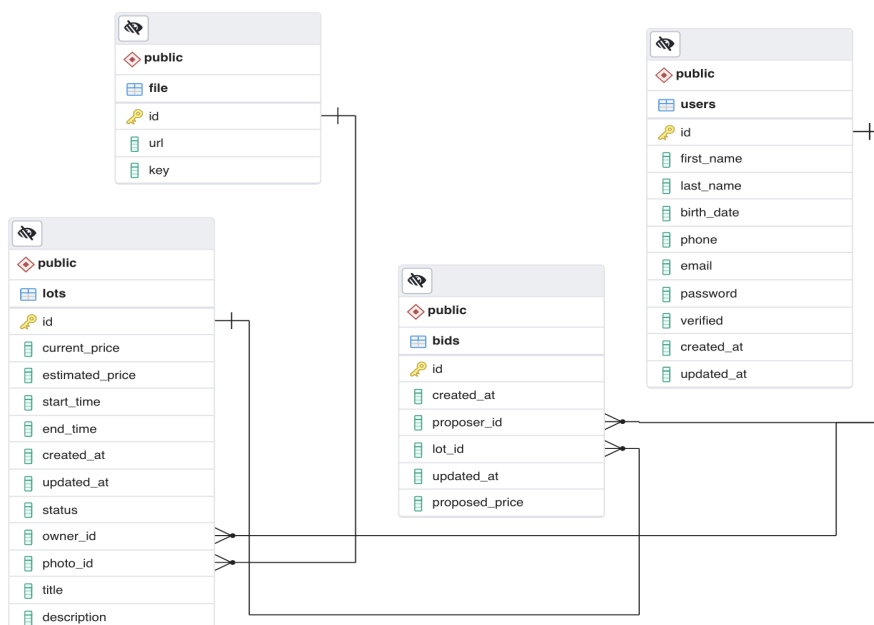 public
file
id
url
key
public
users
id
first_name
last_name
birth_date
phone
email
password
verified
created_at
updated_at
public
lots
id
current_price
estimated_price
start_time
end_time
created_at
updated_at
status
owner_id
photo_id
title
description
public
bids
id
created_at
proposer_id
lot_id
updated_at
proposed_price